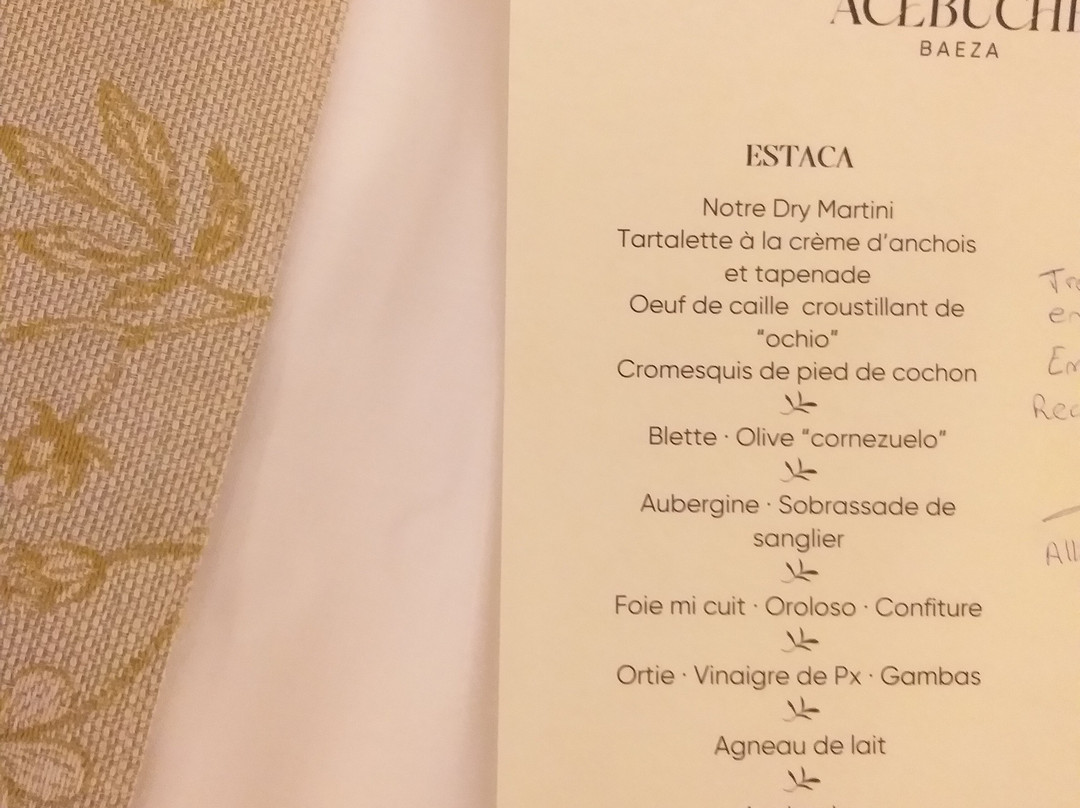 BAEZA
ESTACA
Notre Dry Martini
Tartalette à la crème d'anchois
et tapenade
Oeuf de caille croustillant de
"ochio"
Cromesquis de pied de cochon
Blette · Olive "cornezuelo"
Aubergine · Sobrassade de
sanglier
Foie mi cuit · Oroloso · Confiture
Ortie · Vinaigre de Px · Gambas
Agneau de lait